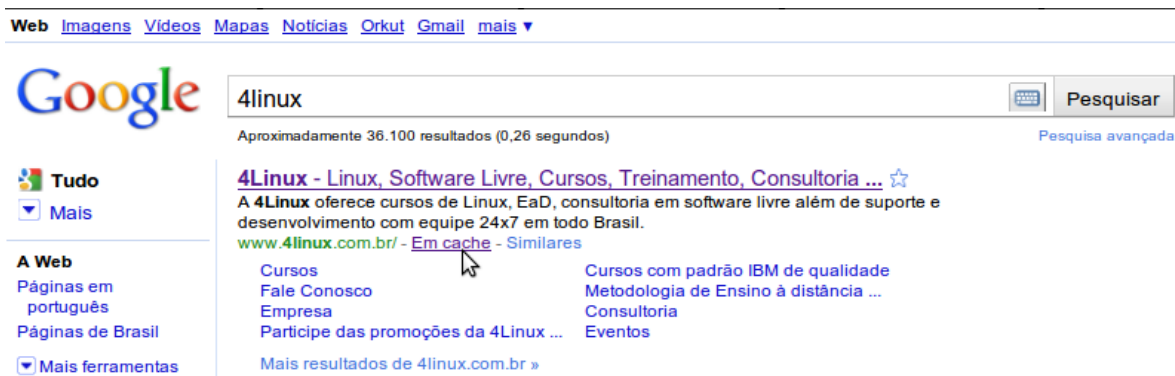 Web Imagens Vídeos Mapas Notícias Orkut Gmail mais ▼
Google
4linux
Pesquisar
Aproximadamente 36.100 resultados (0,26 segundos)
Pesquisa avançada
Tudo
Mais
A Web
Páginas em
português
Páginas de Brasil
Mais ferramentas
4Linux - Linux, Software Livre, Cursos, Treinamento, Consultoria ...
A 4Linux oferece cursos de Linux, EaD, consultoria em software livre além de suporte e
desenvolvimento com equipe 24x7 em todo Brasil.
www.4linux.com.br/ - Em cache - Similares
Cursos
Fale Conosco
Empresa
Participe das promoções da 4Linux ...
Cursos com padrão IBM de qualidade
Metodologia de Ensino à distância ...
Consultoria
Eventos
Mais resultados de 4linux.com.br »